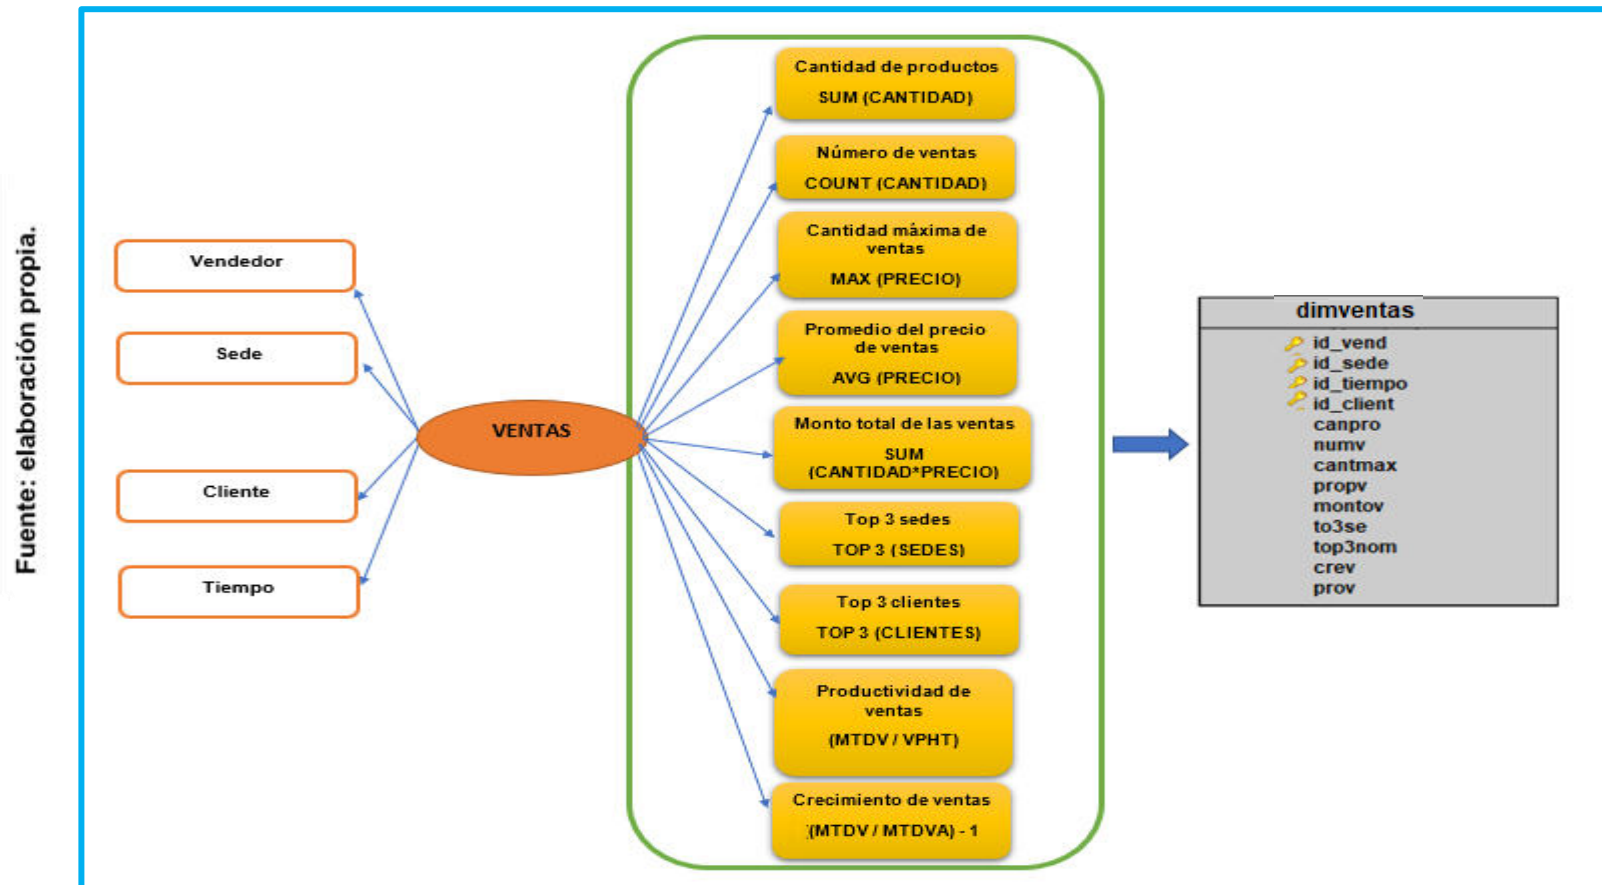 Fuente: elaboración propia.
Vendedor
Sede
Cliente
Tiempo
VENTAS
Cantidad de productos
SUM (CANTIDAD)
Número de ventas
COUNT (CANTIDAD)
Cantidad máxima de
ventas
MAX (PRECIO)
Promedio del precio
de ventas
AVG (PRECIO)
Monto total de las ventas
SUM
(CANTIDAD*PRECIO)
Top 3 sedes
TOP 3 (SEDES)
Top 3 clientes
TOP 3 (CLIENTES)
Productividad de
ventas
(MTDV / VPHT)
Crecimiento de ventas
(MTDV / MTDVA) - 1
dimventas
id_vend
id_sede
id_tiempo
id_client
canpro
numv
cantmax
propv
montov
to3se
top3nom
crev
prov